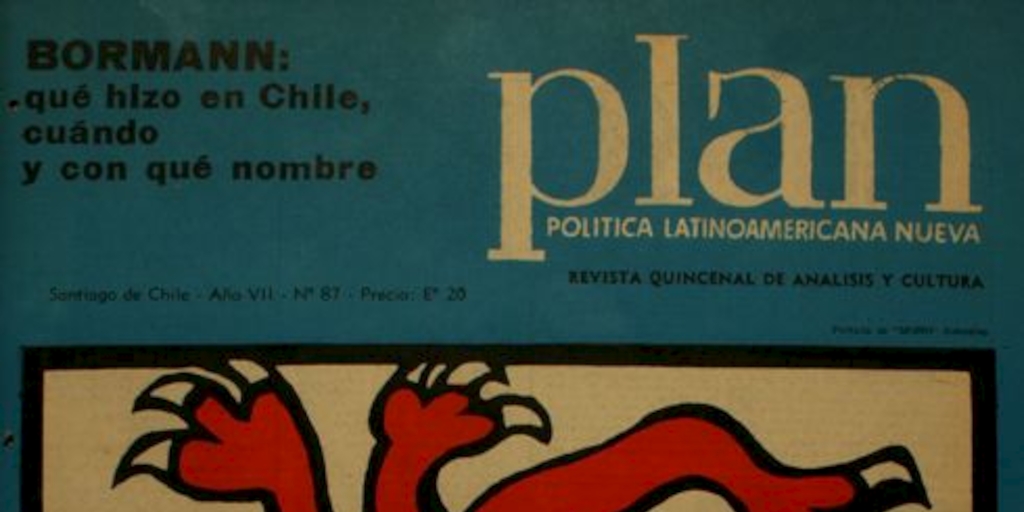 BORMANN:
qué hizo en Chile,
cuándo
y con qué nombre
plan
POLITICA LATINOAMERICANA NUEVA
REVISTA QUINCENAL DE ANALISIS Y CULTURA
Santiago de Chile - Año VII - Nº 87 - Precio: Eº 20